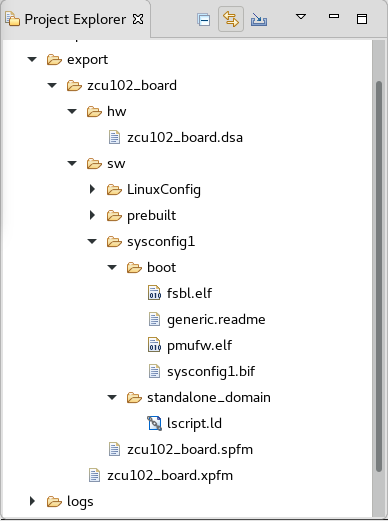 Project Explorer
export
zcu102_board
hw
zcu102_board.dsa
sw
LinuxConfig
prebuilt
sysconfig1
boot
fsbl.elf
generic.readme
pmufw.elf
sysconfig1.bif
standalone_domain
lscript.ld
zcu102_board.spfm
zcu102_board.xpfm
logs